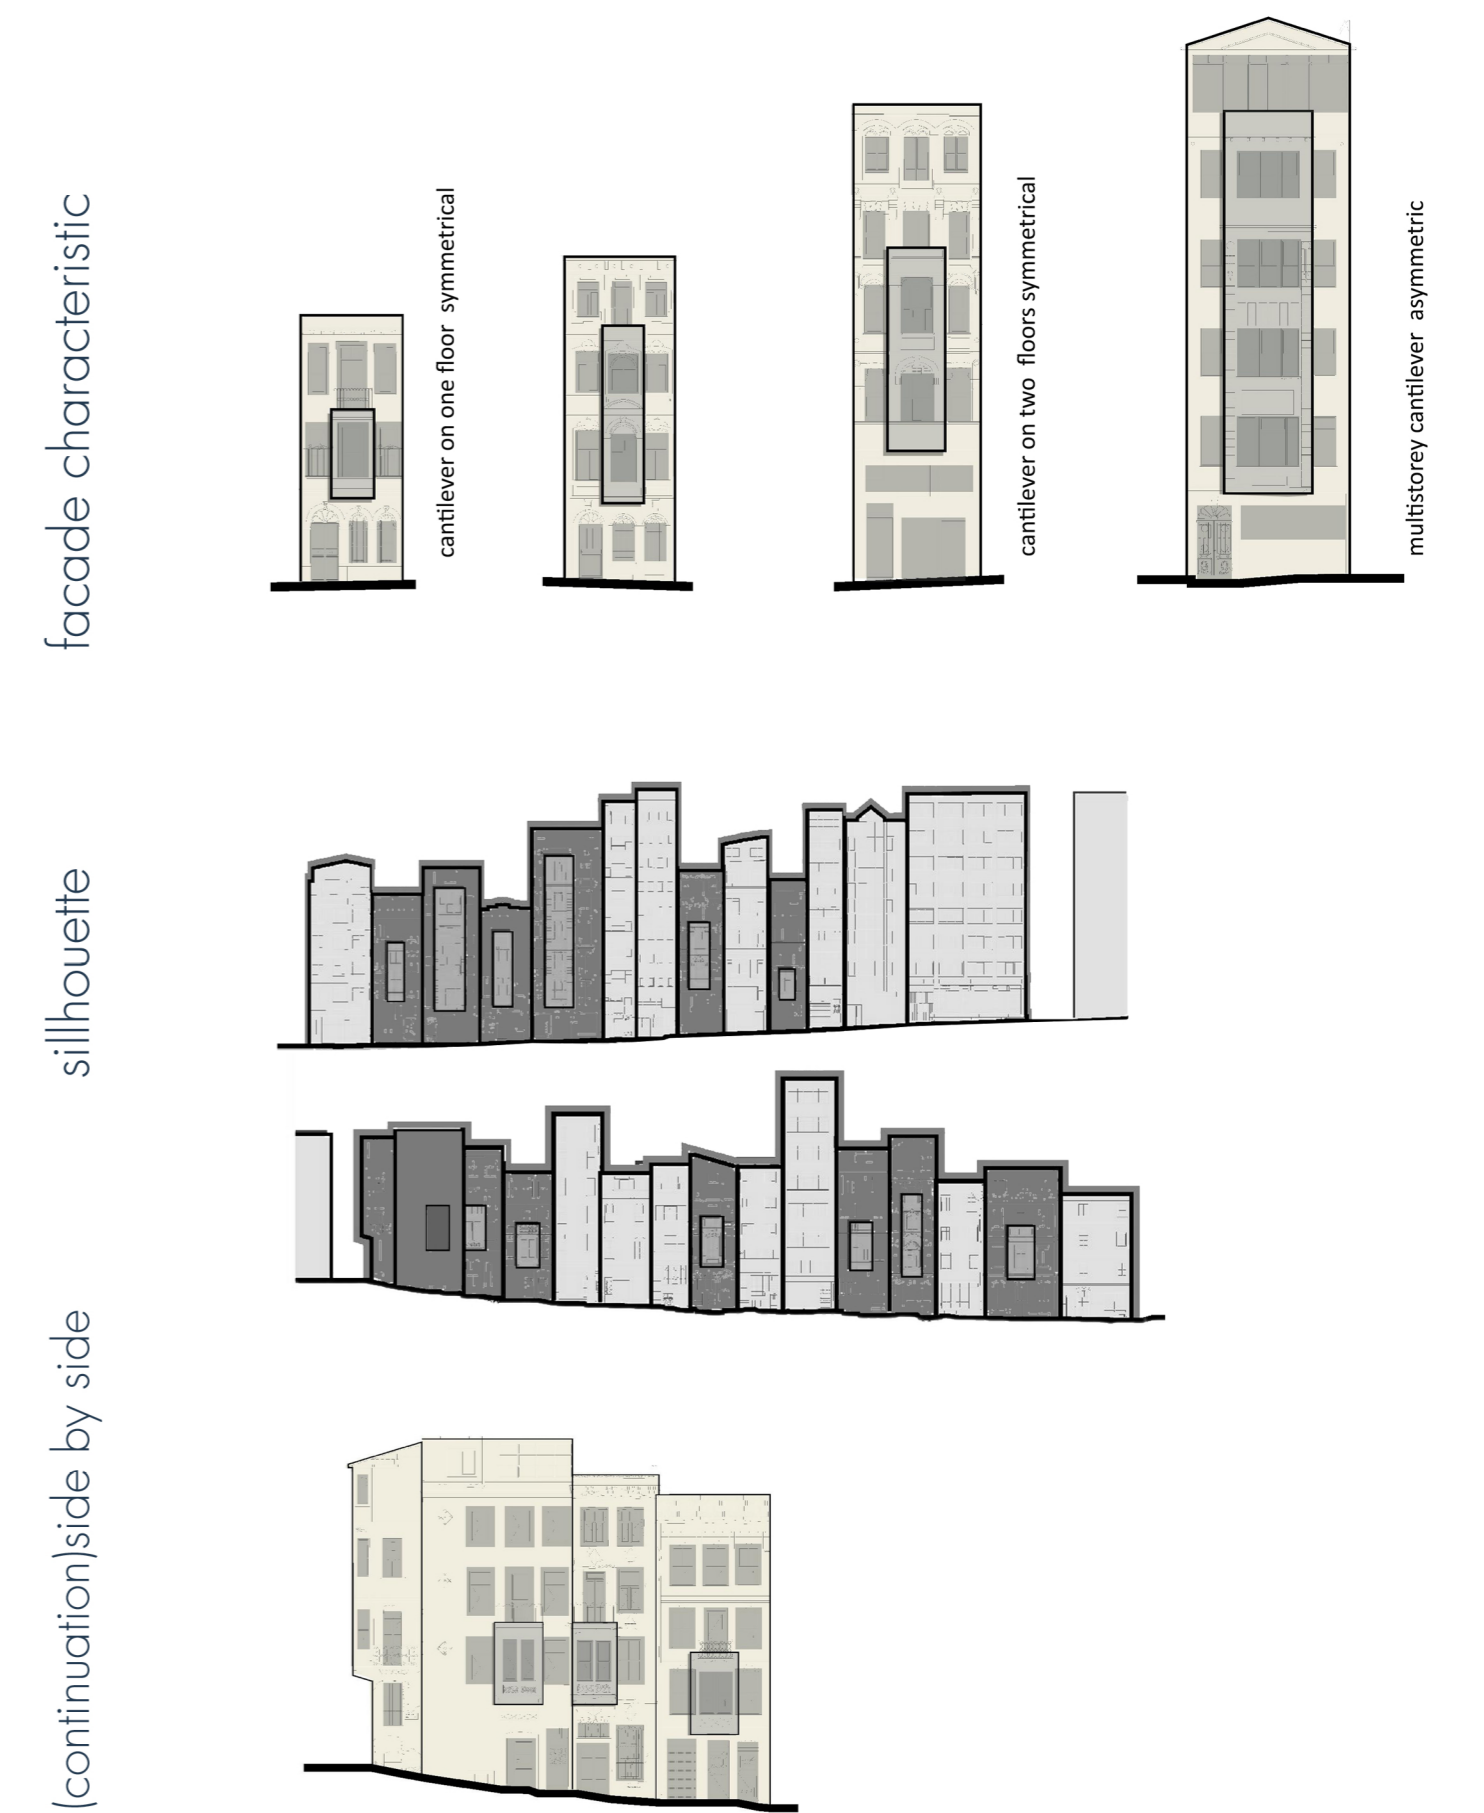 facade characteristic
cantilever on one floor symmetrical
cantilever on two floors symmetrical
multistorey cantilever asymmetric
sillhouette
(continuation)side by side